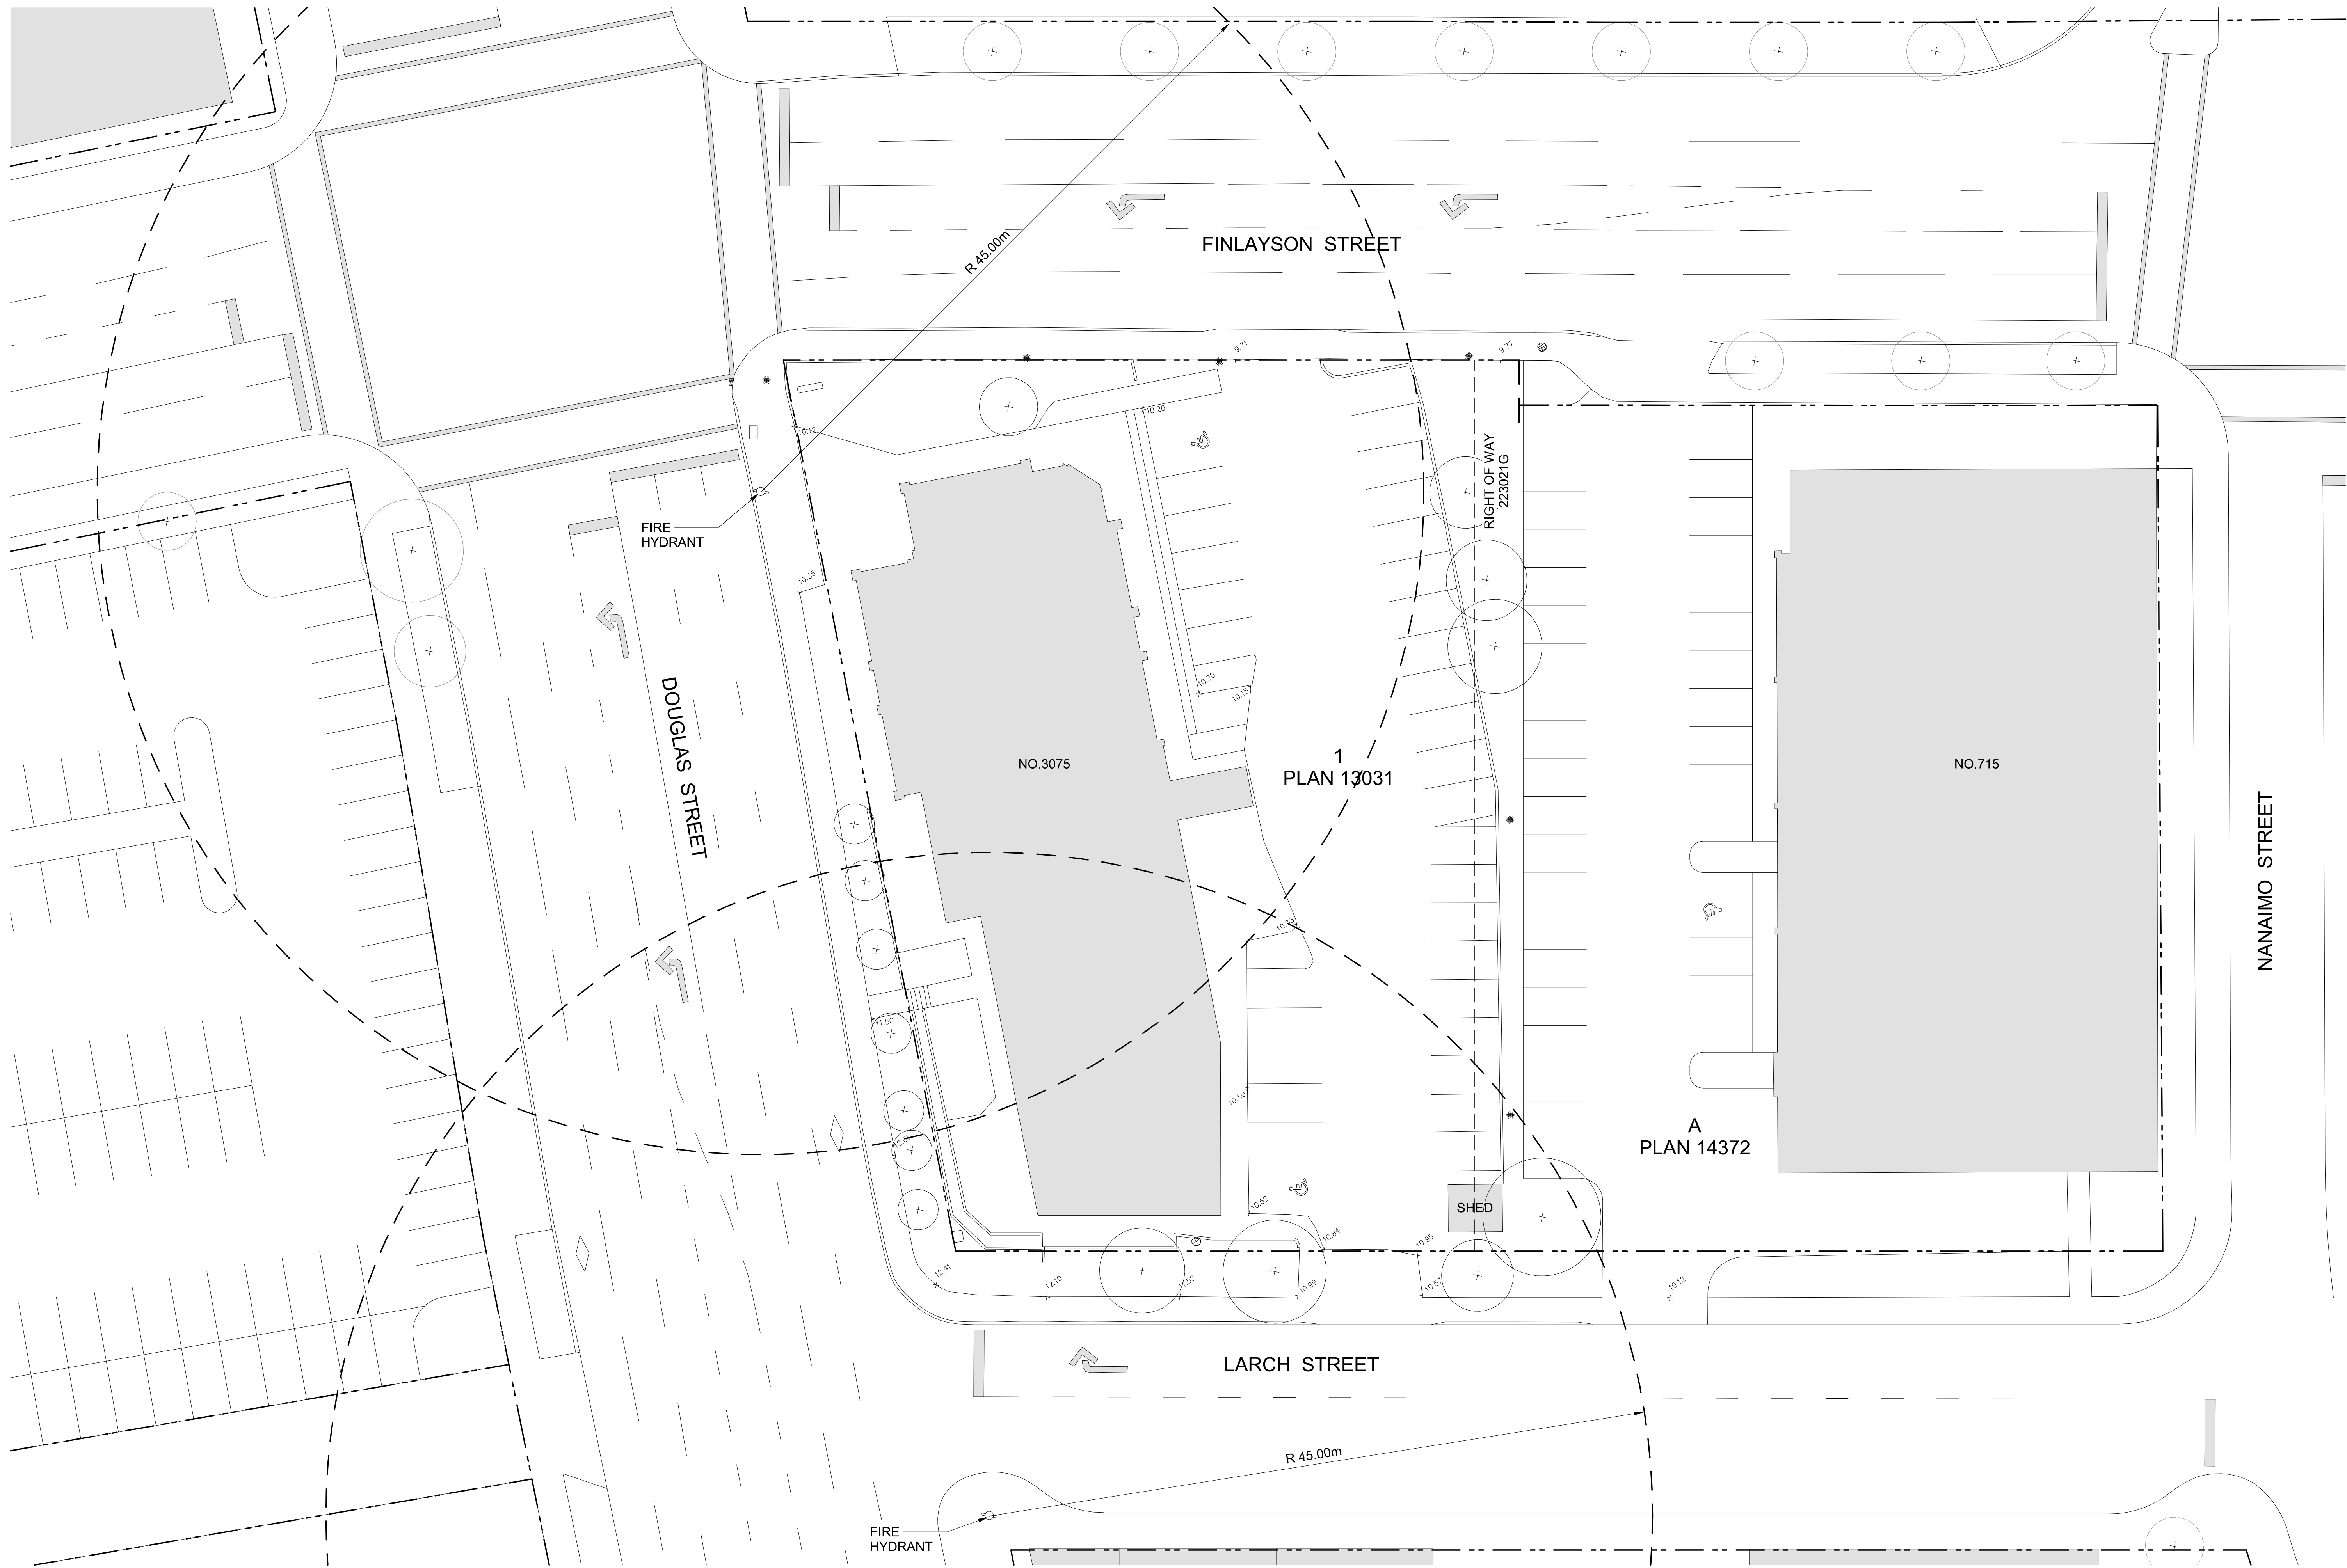 R 45.00m
FINLAYSON STREET
9.71
9.77
10.20
10.12
RIGHT OF WAY
223021G
FIRE
HYDRANT
10.35
DOUGLAS STREET
10.20
10.15
NO.3075
1
PLAN 13031
NO.715
NANAIMO STREET
11.50
10.50
A
PLAN 14372
10.62
SHED
10.84
10.95
12.41
12.10
11.52
10.99
10.57
10.12
LARCH STREET
R 45.00m
FIRE
HYDRANT